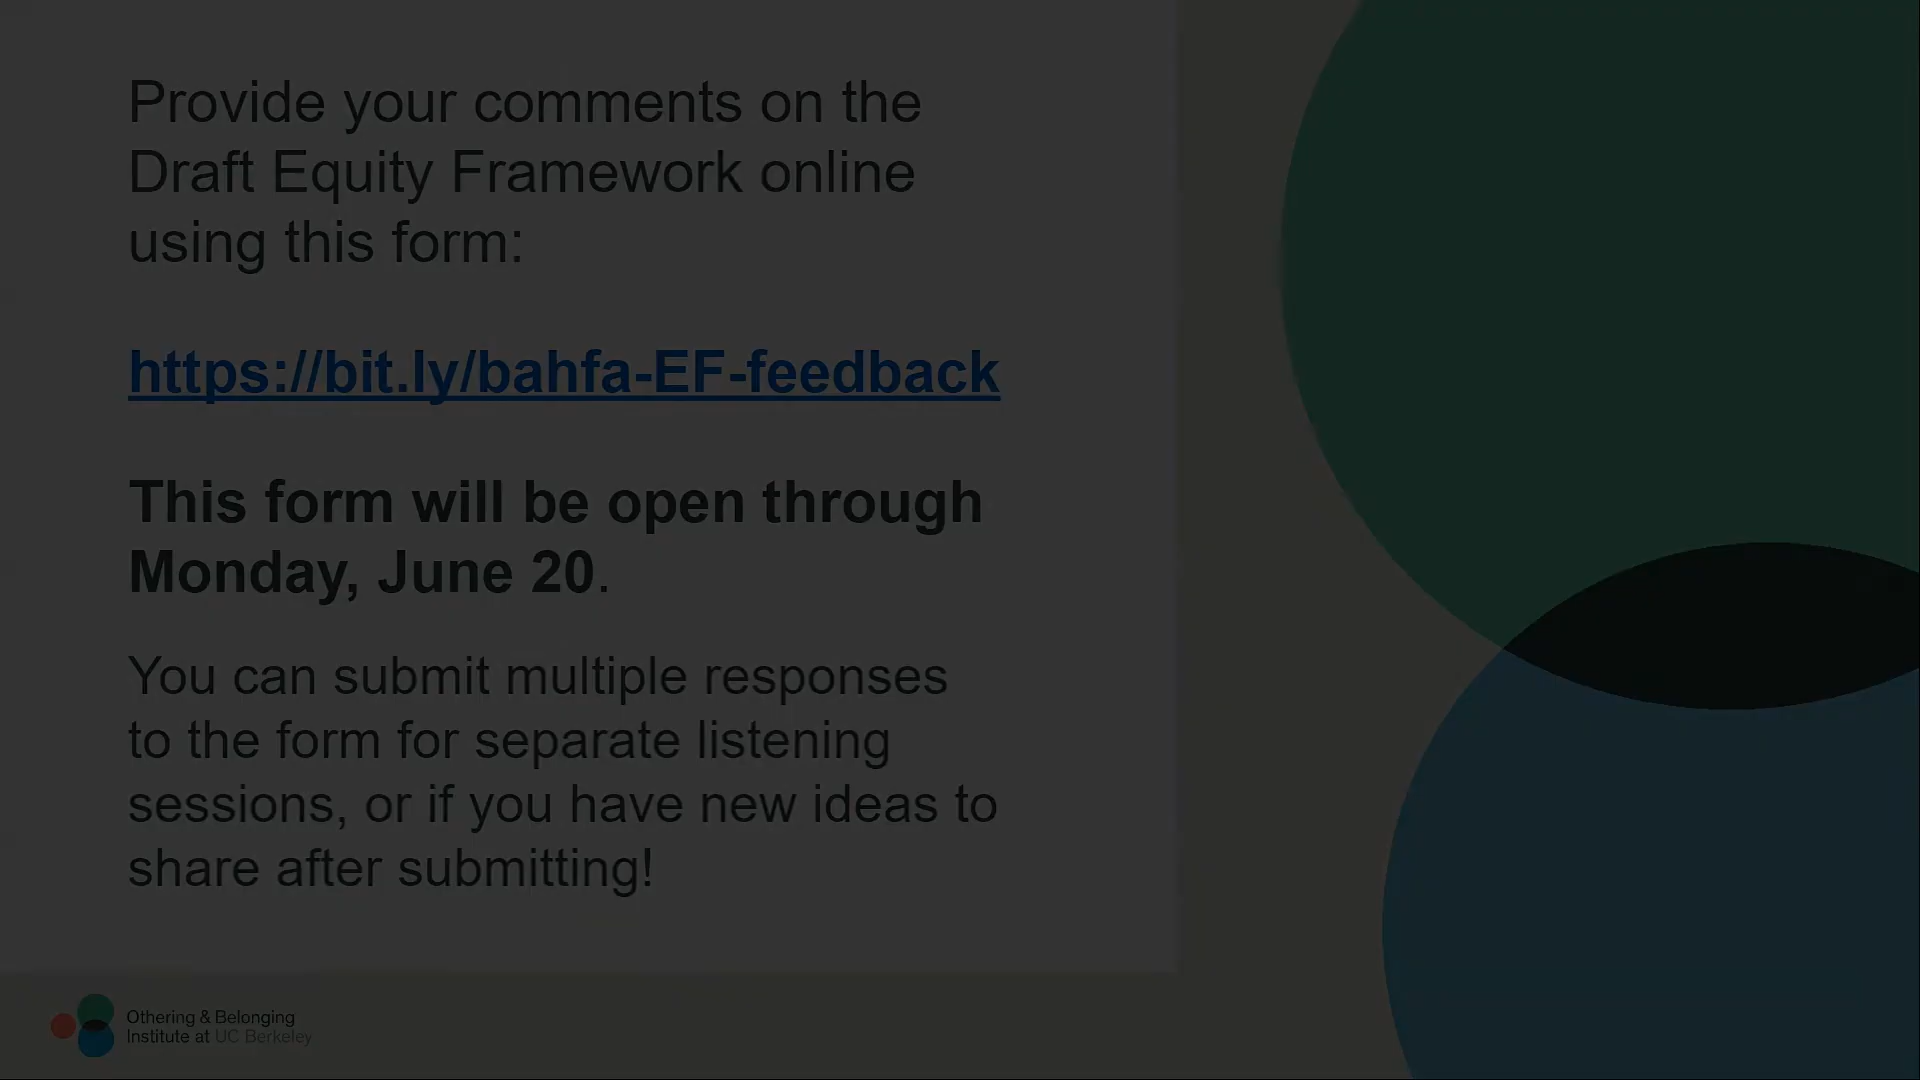 Provide your comments on the
Draft Equity Framework online
using this form:
https://bit.ly/bahfa-EF-feedback
This form will be open through
Monday, June 20.
You can submit multiple responses
to the form for separate listening
sessions, or if you have new ideas to
share after submitting!
Othering & Belonging
Institute at UC Berkeley